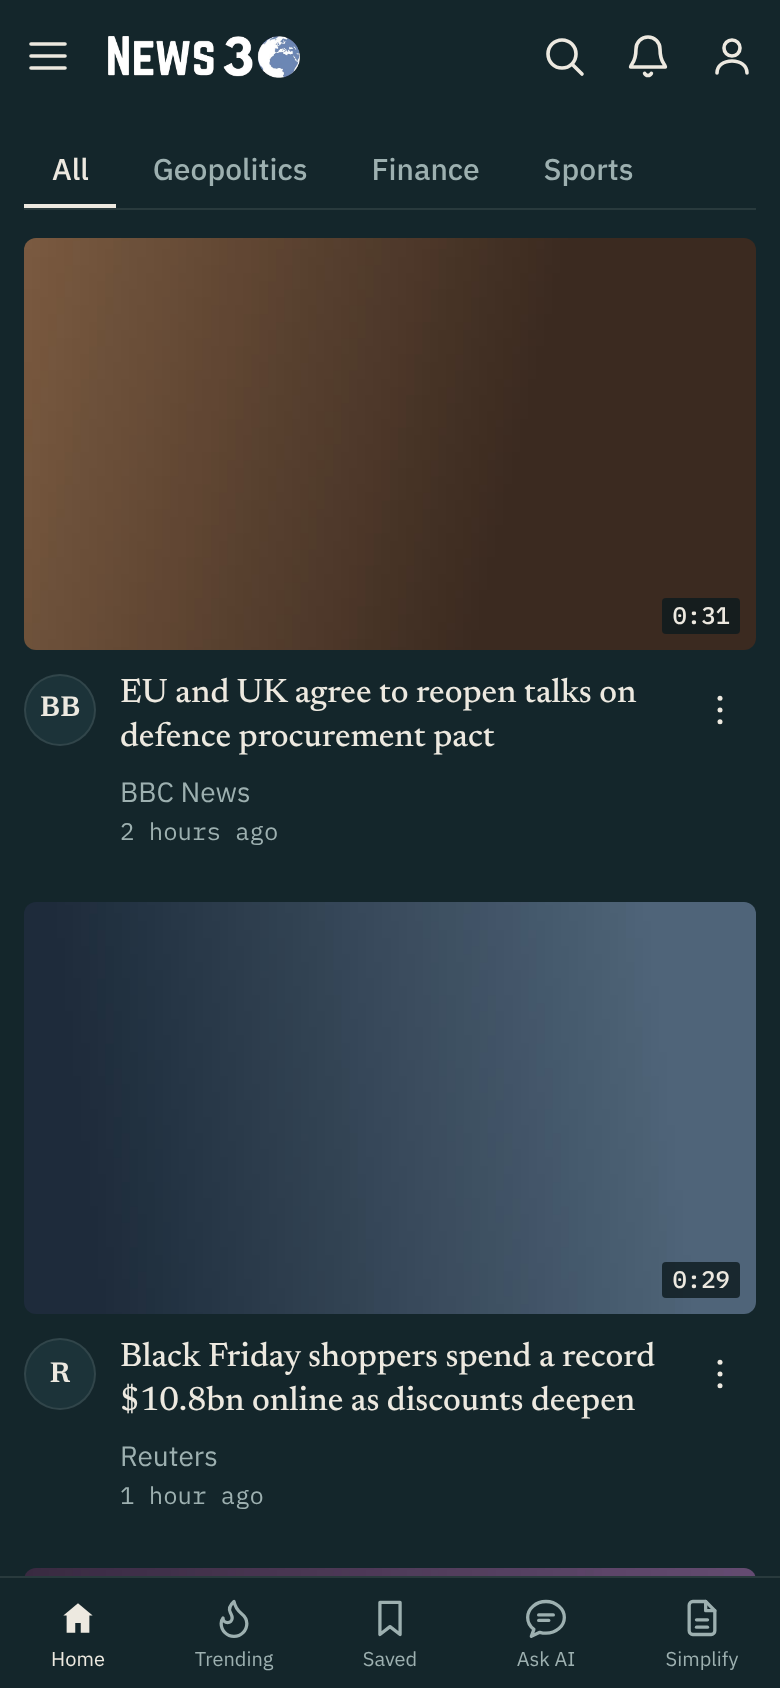 NEWS 3
All Geopolitics Finance Sports
0:31
BB
EU and UK agree to reopen talks on
defence procurement pact
BBC News
2 hours ago
0:29
R
Black Friday shoppers spend a record
$10.8bn online as discounts deepen
Reuters
1 hour ago
Home Trending Saved Ask AI Simplify